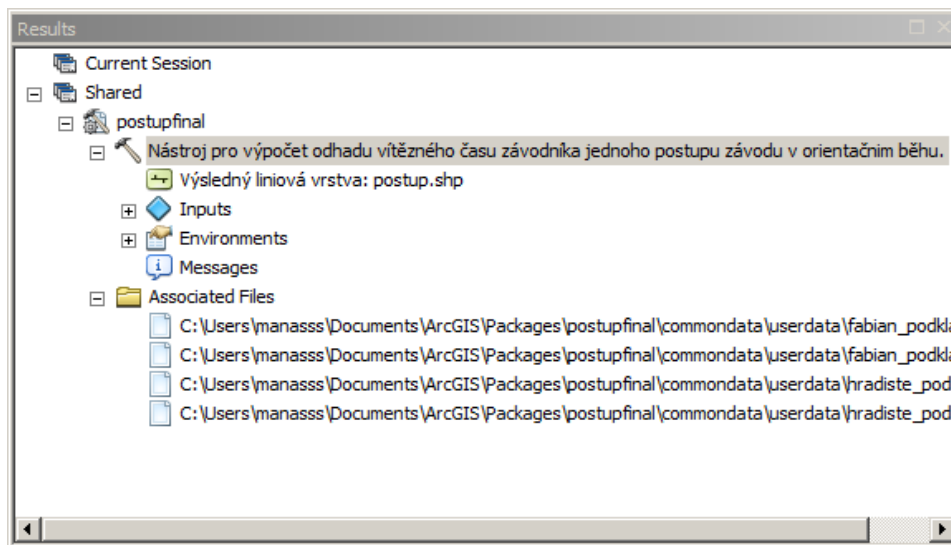 Results
Current Session
Shared
postupfinal
Nástroj pro výpočet odhadu vítězného času závodníka jednoho postupu závodu v orientačnim běhu.
Výsledný liniová vrstva: postup.shp
Inputs
Environments
Messages
Associated Files
C:\Users\manasss\Documents\ArcGIS\Packages\postupfinal\commondata\userdata\fabian_podkla
C:\Users\manasss\Documents\ArcGIS\Packages\postupfinal\commondata\userdata\fabian_podkla
C:\Users\manasss\Documents\ArcGIS\Packages\postupfinal\commondata\userdata\hradiste_pod
C:\Users\manasss\Documents\ArcGIS\Packages\postupfinal\commondata\userdata\hradiste_pod